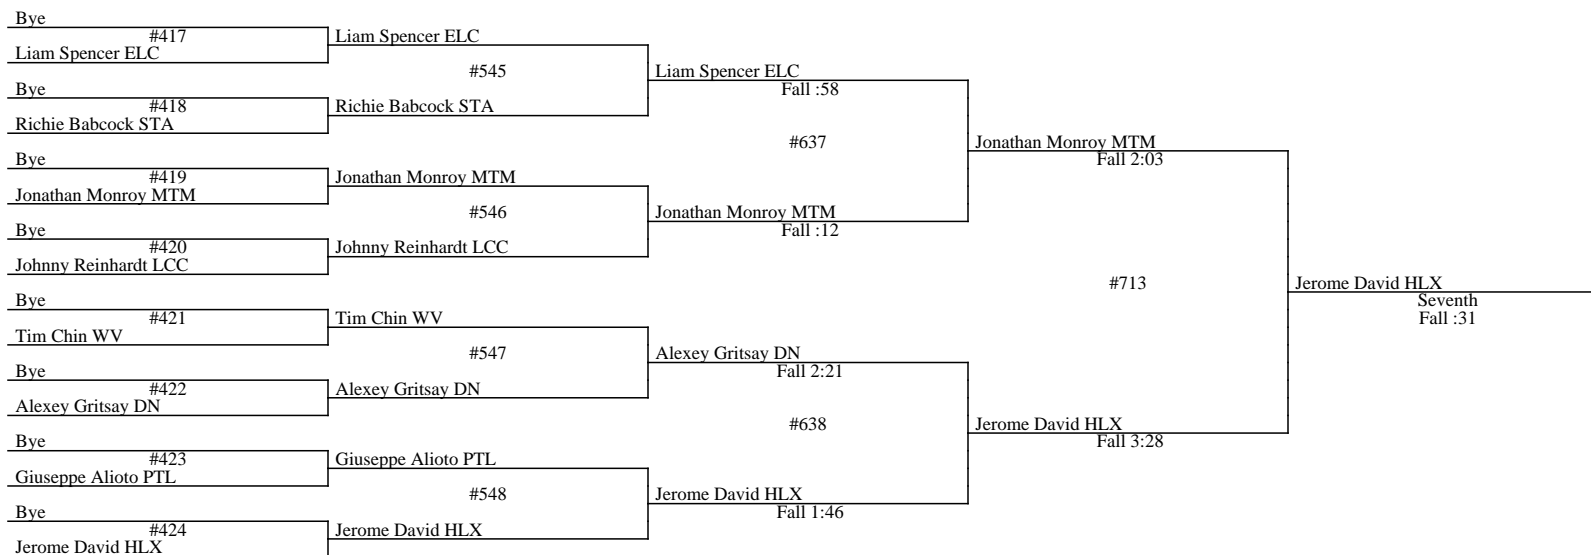 Bye
#417
Liam Spencer ELC
Bye
#418
Richie Babcock STA
Bye
#419
Jonathan Monroy MTM
Bye
#420
Johnny Reinhardt LCC
Bye
#421
Tim Chin WV
Bye
#422
Alexey Gritsay DN
Bye
#423
Giuseppe Alioto PTL
Bye
#424
Jerome David HLX
Liam Spencer ELC
#545
Richie Babcock STA
Jonathan Monroy MTM
#546
Johnny Reinhardt LCC
Tim Chin WV
#547
Alexey Gritsay DN
Giuseppe Alioto PTL
#548
Jerome David HLX
Liam Spencer ELC
Fall :58
#637
Jonathan Monroy MTM
Fall :12
Alexey Gritsay DN
Fall 2:21
#638
Jerome David HLX
Fall 1:46
Jonathan Monroy MTM
Fall 2:03
#713
Jerome David HLX
Fall 3:28
Jerome David HLX
Seventh
Fall :31